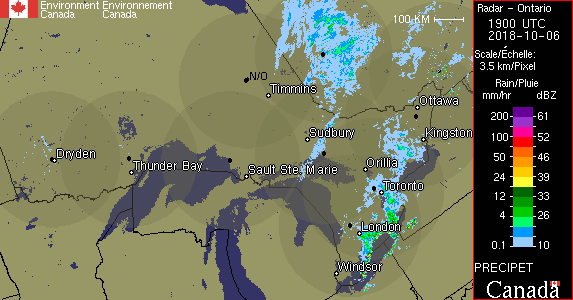 Environment Environnement
Canada Canada
100 KM
N/O
Timmins
Ottawa
Sudbury
Kingston
Dryden
Thunder Bay
Sault Ste. Marie
Orillia
Toronto
London
Windsor
Radar - Ontario
1900 UTC
2018-10-06
Scale/Échelle:
3.5 km/Pixel
Rain/Pluie
mm/hr dBZ
200 61
100 56
100 52
50 46
24 39
12 33
4 26
0.1 10
PRECIPET
Canada